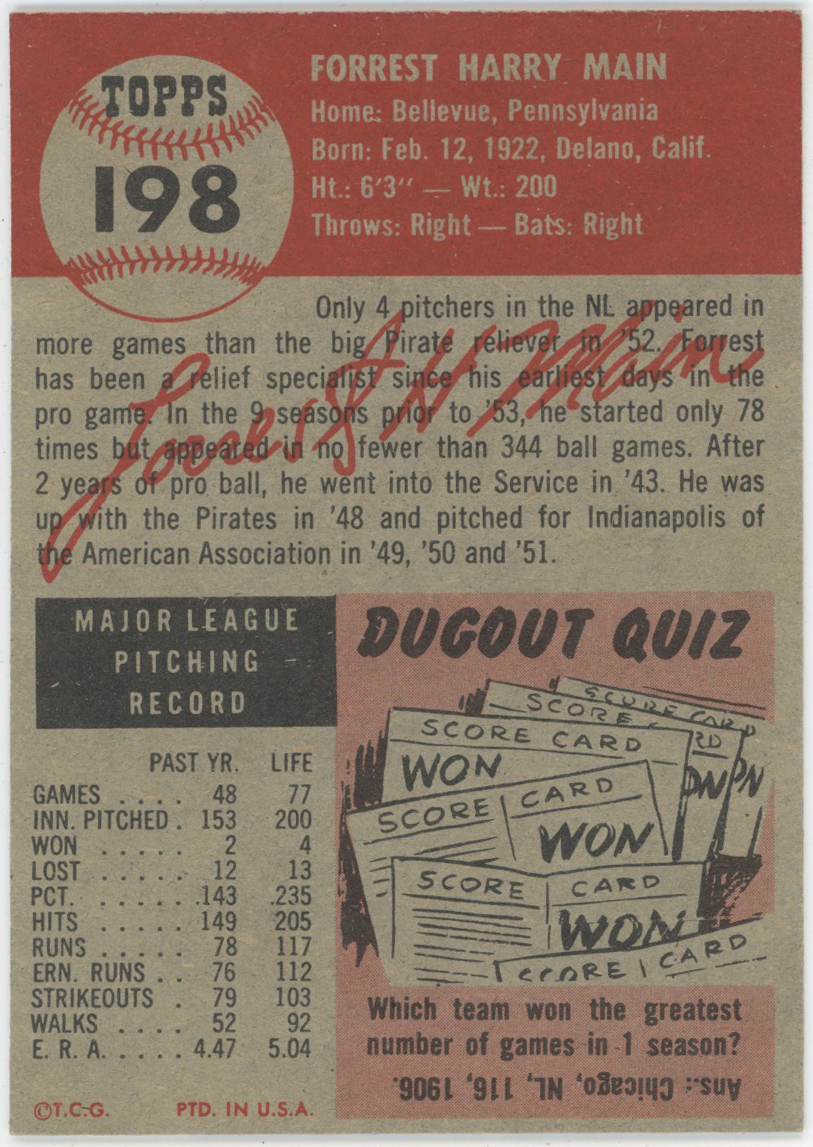 TOPPS
198
FORREST HARRY MAIN
Home: Bellevue, Pennsylvania
Born: Feb. 12, 1922, Delano, Calif.
Ht.: 6'3" — Wt.: 200
Throws: Right — Bats: Right
Only 4 pitchers in the NL appeared in
more games than the big Pirate reliever in '52. Forrest
has been a relief specialist since his earliest days in the
pro game. In the 9 seasons prior to '53, he started only 78
times but appeared in no fewer than 344 ball games. After
2 years of pro ball, he went into the Service in '43. He was
up with the Pirates in '48 and pitched for Indianapolis of
the American Association in '49, '50 and '51.
Forrest H Main
MAJOR LEAGUE
PITCHING
RECORD
PAST YR. LIFE
GAMES . . . . 48 77
INN. PITCHED . 153 200
WON . . . . . 2 4
LOST . . . . . 12 13
PCT. . . . . . .143 .235
HITS . . . . . 149 205
RUNS . . . . . 78 117
ERN. RUNS . . 76 112
STRIKEOUTS . 79 103
WALKS . . . . 52 92
E. R. A. . . . . 4.47 5.04
©T.C.G. PTD. IN U.S.A.
DUGOUT QUIZ
SCORE CARD
SCORE
RD
SCORE CARD
WON
ON
ON
SCORE CARD
WON
SCORE CARD
WON
SCORE CARD
Which team won the greatest
number of games in 1 season?
Ans.: Chicago, NL, 116, 1906.